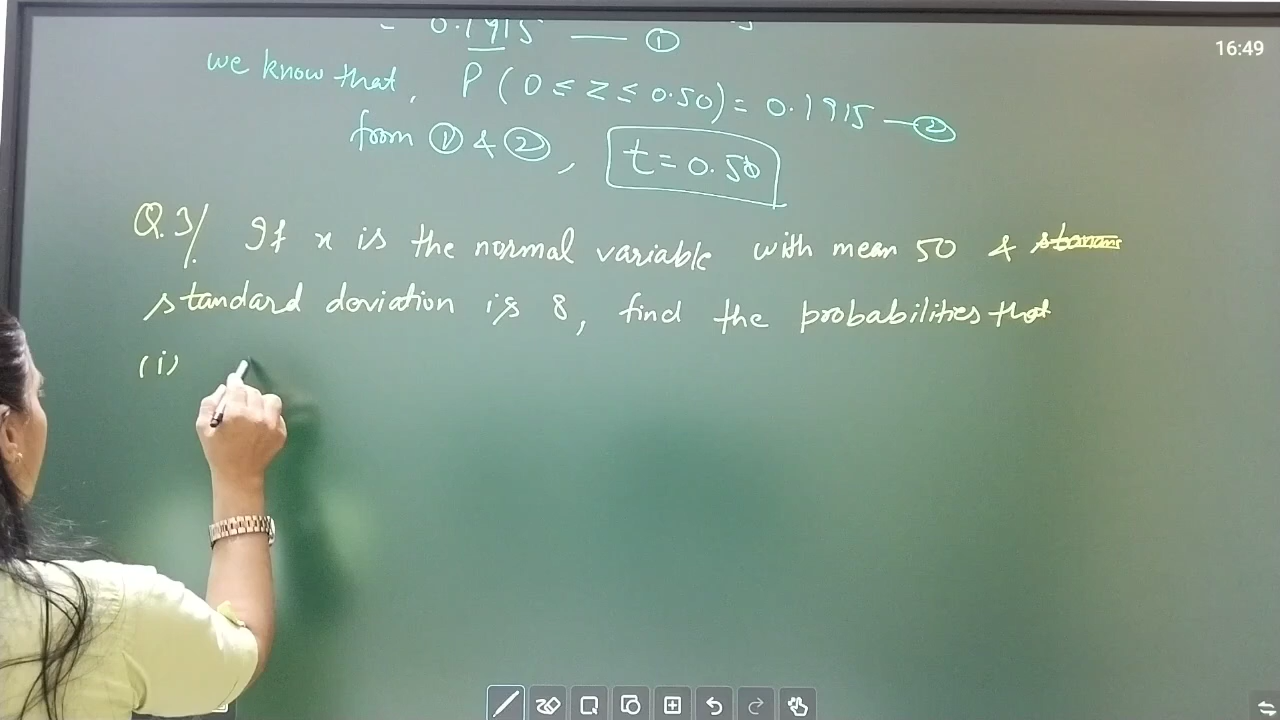 = 0.1915 — ①
16:49
we know that, P(0 ≤ z ≤ 0.50) = 0.1915 — ②
from ① & ②, t = 0.50
Q.3/ If x is the normal variable with mean 50 &
standard deviation is 8, find the probabilities that
(i)